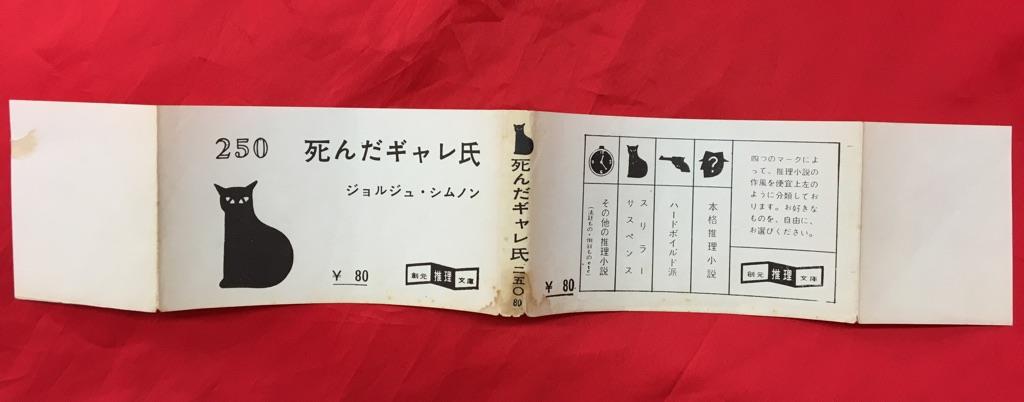 250
死んだギャレ氏
ジョルジュ・シムノン
¥ 80
創元 推理 文庫
死んだギャレ氏
二五〇
80
四つのマークによ
って、推理小説の
作風を便宜上左の
ように分類してお
ります。お好きな
ものを、自由に、
お選びください。
?
本格推理小説
ハードボイルド派
スリラー
サスペンス
その他の推理小説
¥ 80
創元 推理 文庫